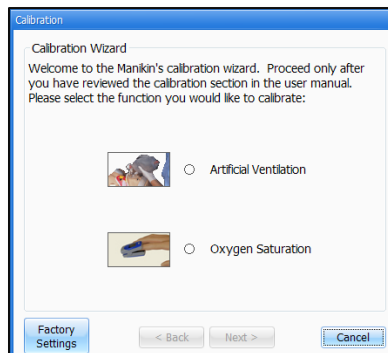 Calibration
Calibration Wizard
Welcome to the Manikin's calibration wizard. Proceed only after
you have reviewed the calibration section in the user manual.
Please select the function you would like to calibrate:
Artificial Ventilation
Oxygen Saturation
Factory
Settings
< Back
Next >
Cancel